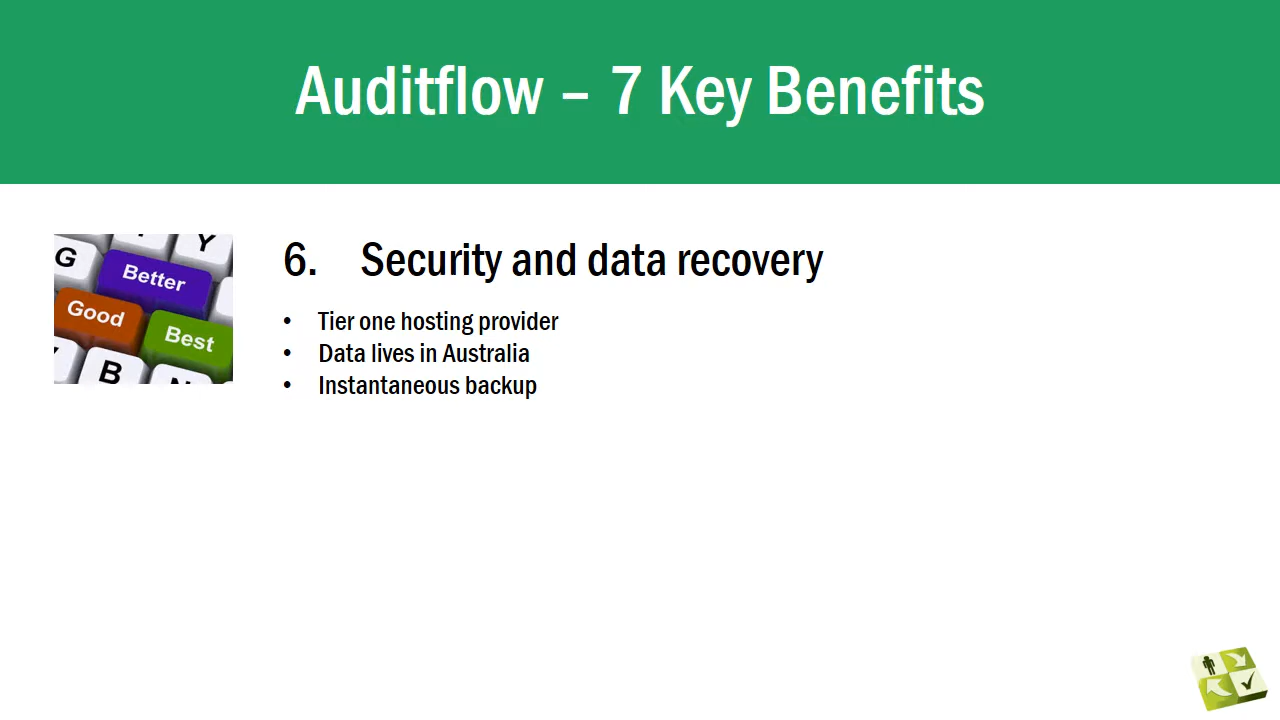 Auditflow – 7 Key Benefits
6. Security and data recovery
• Tier one hosting provider
• Data lives in Australia
• Instantaneous backup
G
Y
Better
Good
Best
B